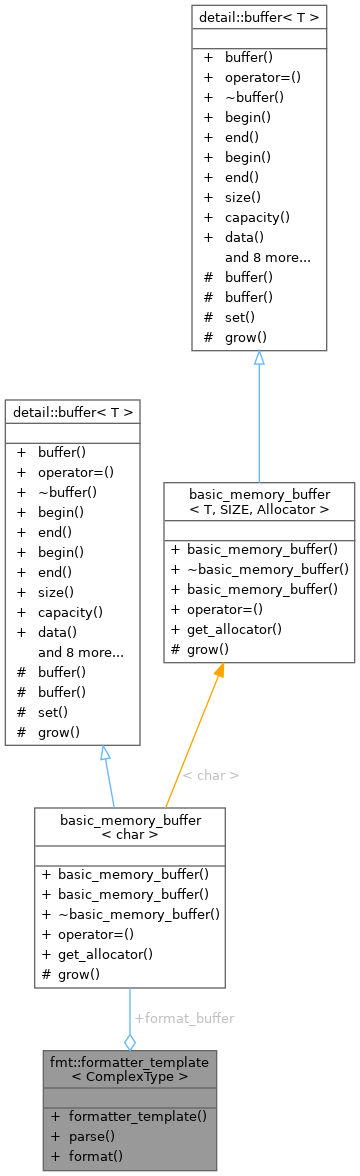 detail::buffer< T >
+ buffer()
+ operator=()
+ ~buffer()
+ begin()
+ end()
+ begin()
+ end()
+ size()
+ capacity()
+ data()
and 8 more...
# buffer()
# buffer()
# set()
# grow()
detail::buffer< T >
+ buffer()
+ operator=()
+ ~buffer()
+ begin()
+ end()
+ begin()
+ end()
+ size()
+ capacity()
+ data()
and 8 more...
# buffer()
# buffer()
# set()
# grow()
basic_memory_buffer
< T, SIZE, Allocator >
+ basic_memory_buffer()
+ ~basic_memory_buffer()
+ basic_memory_buffer()
+ operator=()
+ get_allocator()
# grow()
< char >
basic_memory_buffer
< char >
+ basic_memory_buffer()
+ basic_memory_buffer()
+ ~basic_memory_buffer()
+ operator=()
+ get_allocator()
# grow()
+format_buffer
fmt::formatter_template
< ComplexType >
+ formatter_template()
+ parse()
+ format()